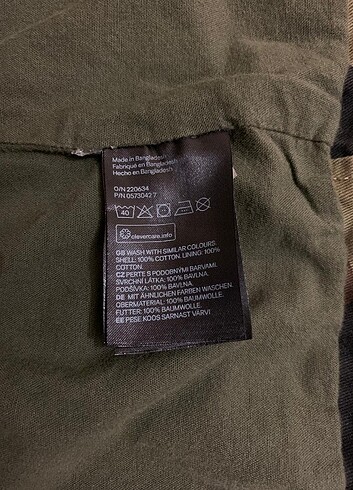 Made in Bangladesh
Fabriqué en Bangladesh
Hecho en Bangladesh
O/N 220634
P/N 0573042 7
40
clevercare.info
GB WASH WITH SIMILAR COLOURS.
SHELL: 100% COTTON. LINING: 100%
COTTON.
CZ PERTE S PODOBNÝMI BARVAMI.
SVRCHNÍ LÁTKA: 100% BAVLNA.
PODŠÍVKA: 100% BAVLNA.
DE MIT ÄHNLICHEN FARBEN WASCHEN
OBERMATERIAL: 100% BAUMWOLLE.
FUTTER: 100% BAUMWOLLE.
EE PESE KOOS SARNAST VÄRVI